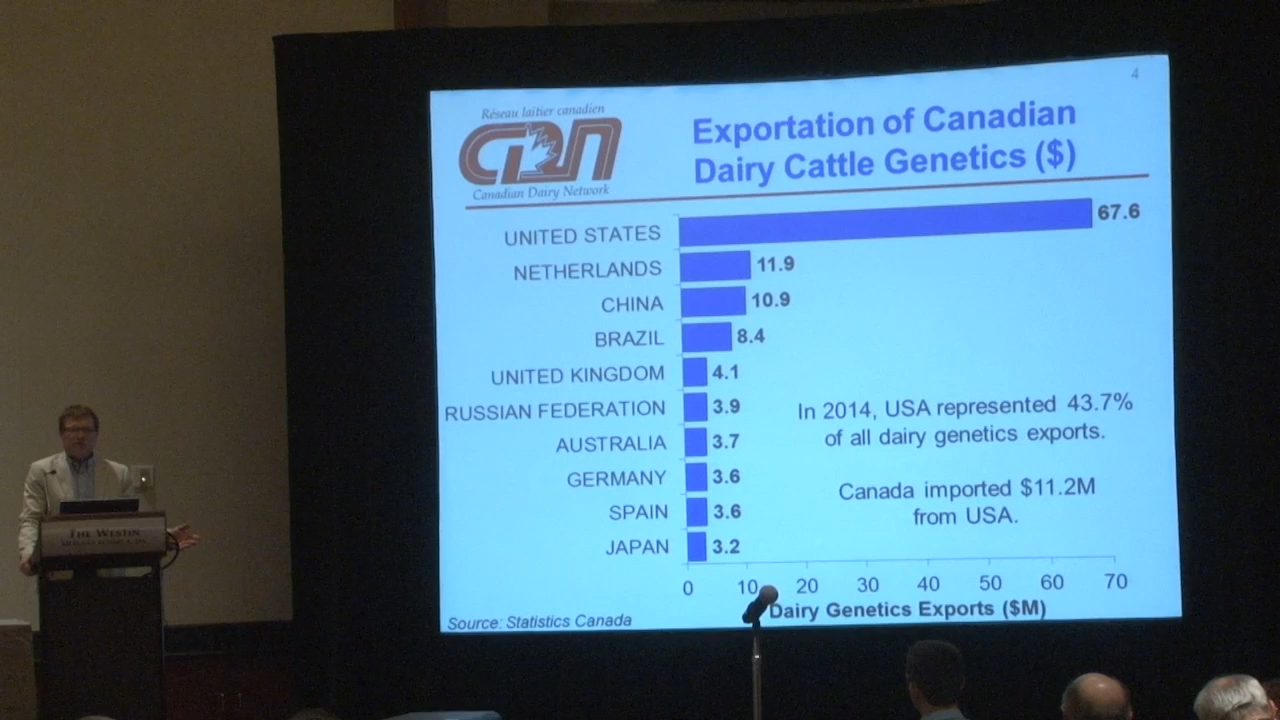 4
Réseau laitier canadien
CDN
Canadian Dairy Network
Exportation of Canadian
Dairy Cattle Genetics ($)
UNITED STATES 67.6
NETHERLANDS 11.9
CHINA 10.9
BRAZIL 8.4
UNITED KINGDOM 4.1
RUSSIAN FEDERATION 3.9
AUSTRALIA 3.7
GERMANY 3.6
SPAIN 3.6
JAPAN 3.2
In 2014, USA represented 43.7%
of all dairy genetics exports.
Canada imported $11.2M
from USA.
0 10 20 30 40 50 60 70
Dairy Genetics Exports ($M)
Source: Statistics Canada
THE WESTIN